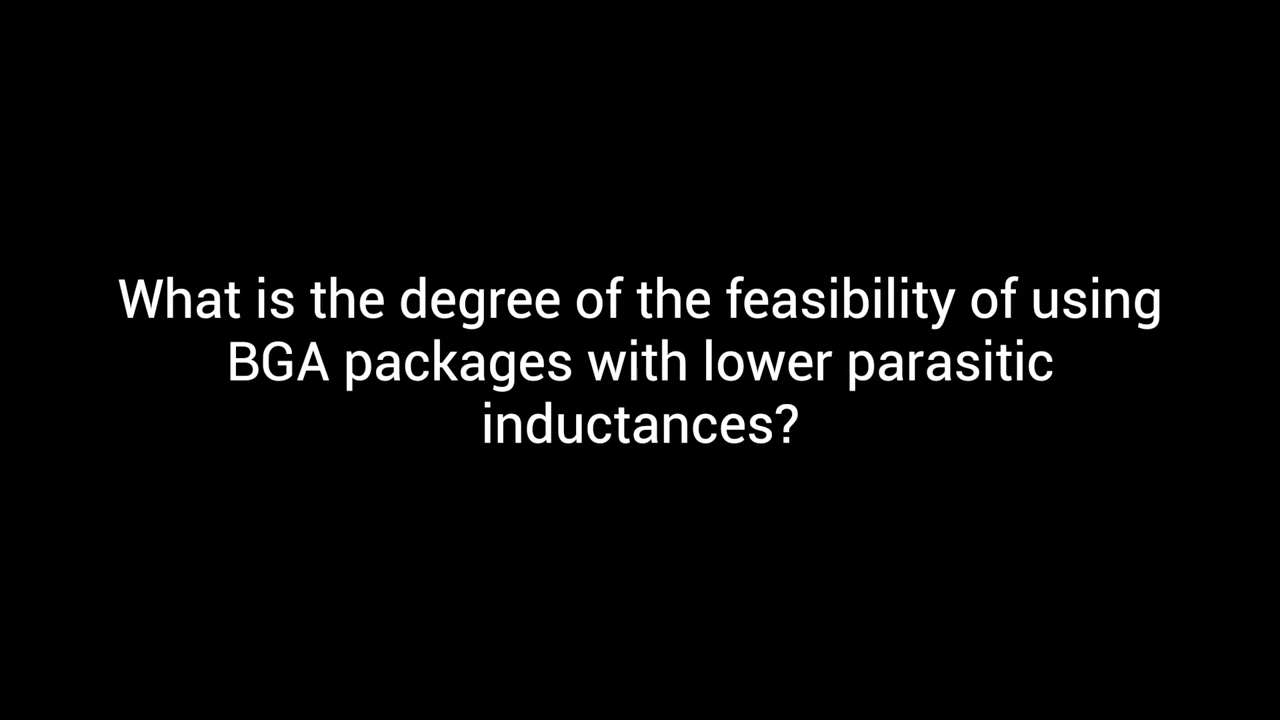 What is the degree of the feasibility of using
BGA packages with lower parasitic
inductances?